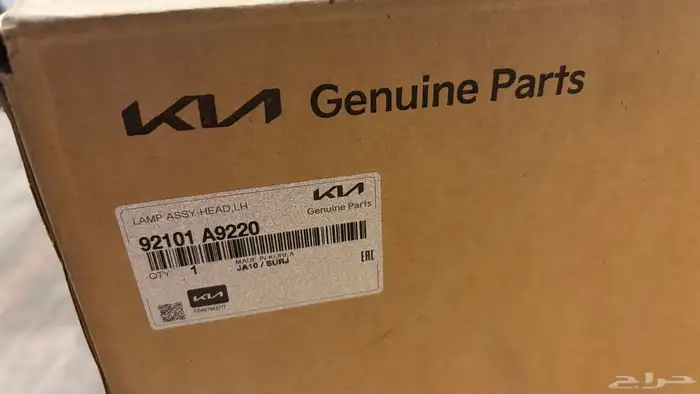 KIA Genuine Parts
LAMP ASSY-HEAD,LH
KIA
Genuine Parts
92101 A9220
MADE IN KOREA
QTY 1 JA10 / SURJ
EAC
KIA
حراج